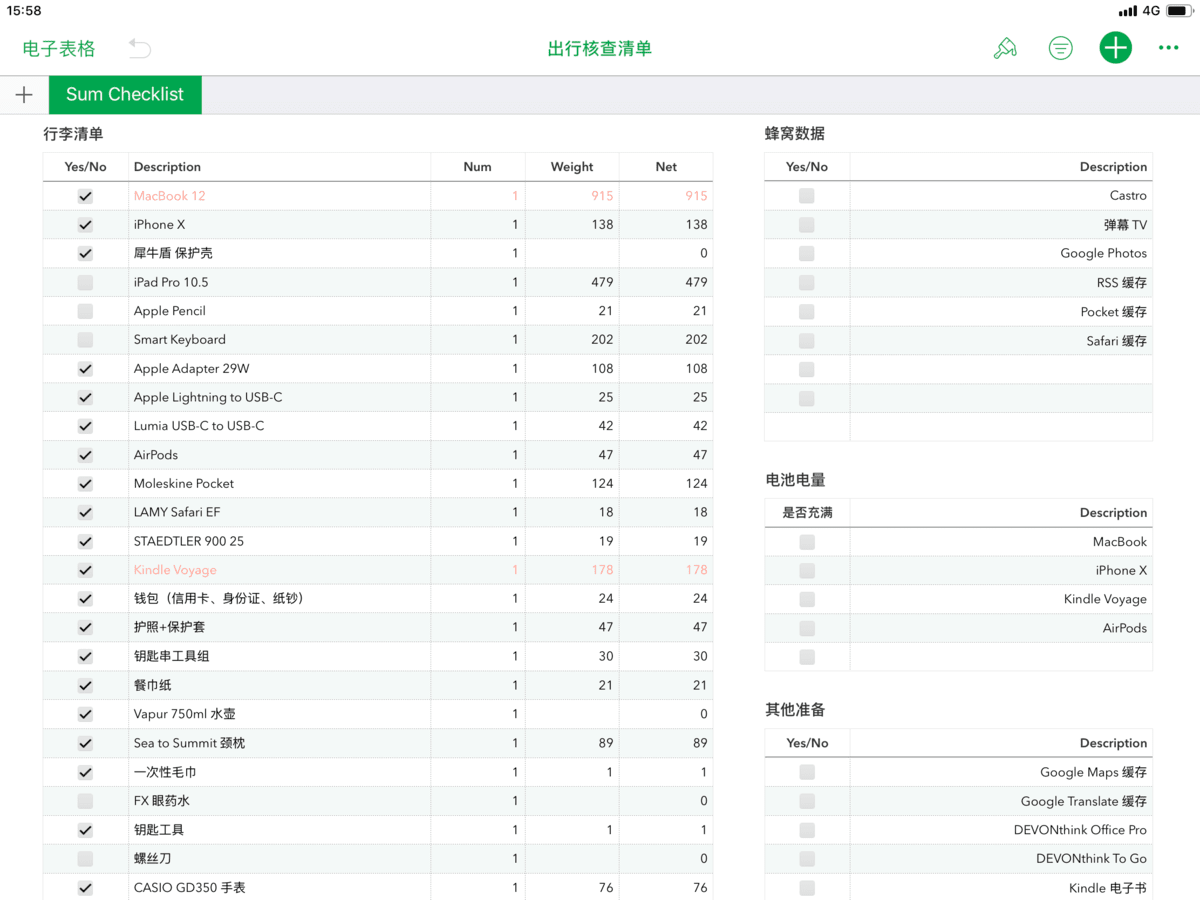 15:58 4G
电子表格 出行核查清单
Sum Checklist
行李清单
Yes/No Description Num Weight Net
MacBook 12 1 915 915
iPhone X 1 138 138
犀牛盾 保护壳 1 0
iPad Pro 10.5 1 479 479
Apple Pencil 1 21 21
Smart Keyboard 1 202 202
Apple Adapter 29W 1 108 108
Apple Lightning to USB-C 1 25 25
Lumia USB-C to USB-C 1 42 42
AirPods 1 47 47
Moleskine Pocket 1 124 124
LAMY Safari EF 1 18 18
STAEDTLER 900 25 1 19 19
Kindle Voyage 1 178 178
钱包（信用卡、身份证、纸钞） 1 24 24
护照+保护套 1 47 47
钥匙串工具组 1 30 30
餐巾纸 1 21 21
Vapur 750ml 水壶 1 0
Sea to Summit 颈枕 1 89 89
一次性毛巾 1 1 1
FX 眼药水 1 0
钥匙工具 1 1 1
螺丝刀 1 0
CASIO GD350 手表 1 76 76
蜂窝数据
Yes/No Description
Castro
弹幕 TV
Google Photos
RSS 缓存
Pocket 缓存
Safari 缓存
电池电量
是否充满 Description
MacBook
iPhone X
Kindle Voyage
AirPods
其他准备
Yes/No Description
Google Maps 缓存
Google Translate 缓存
DEVONthink Office Pro
DEVONthink To Go
Kindle 电子书